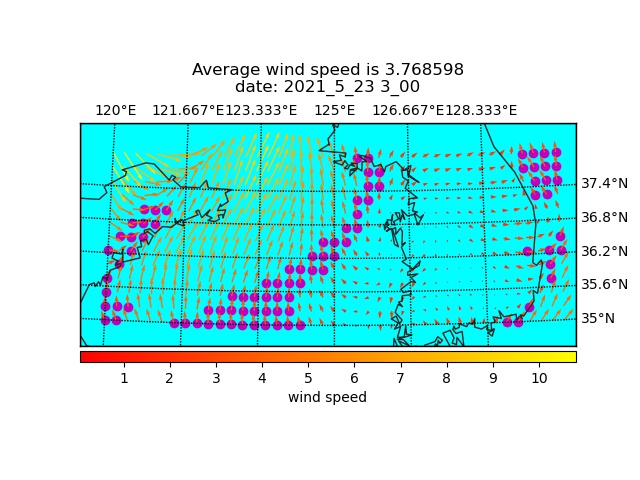 Average wind speed is 3.768598
date: 2021_5_23 3_00
120°E 121.667°E 123.333°E 125°E 126.667°E 128.333°E
37.4°N
36.8°N
36.2°N
35.6°N
35°N
1 2 3 4 5 6 7 8 9 10
wind speed